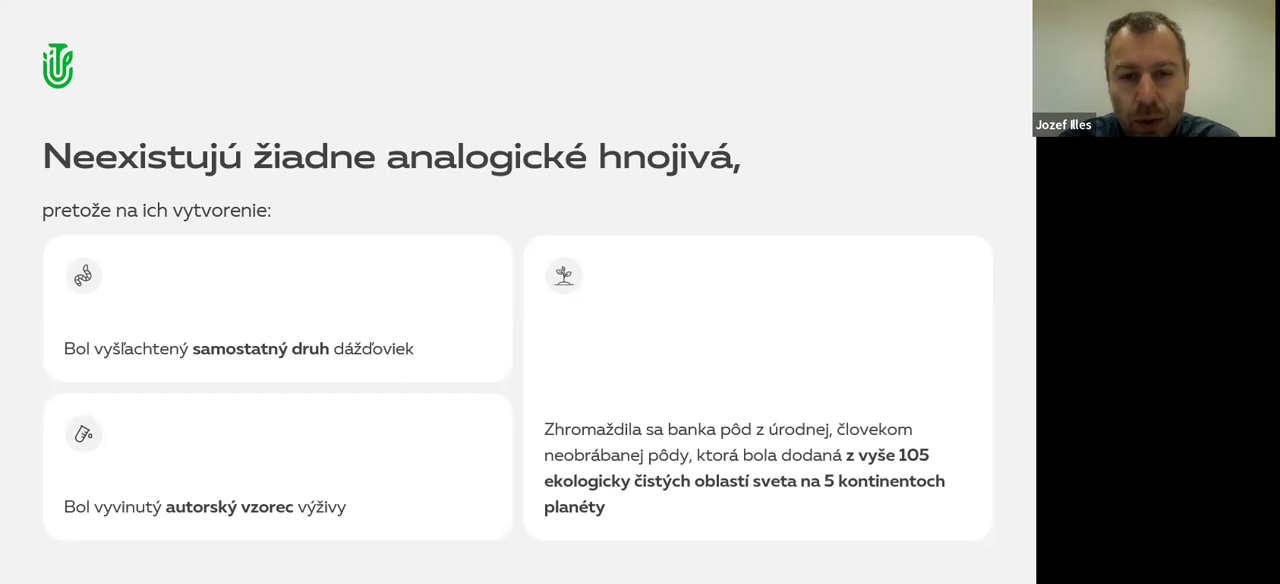 Neexistujú žiadne analogické hnojivá,
pretože na ich vytvorenie:
Bol vyšľachtený samostatný druh dážďoviek
Bol vyvinutý autorský vzorec výživy
Zhromaždila sa banka pôd z úrodnej, človekom
neobrábanej pôdy, ktorá bola dodaná z vyše 105
ekologicky čistých oblastí sveta na 5 kontinentoch
planéty
Jozef Illes